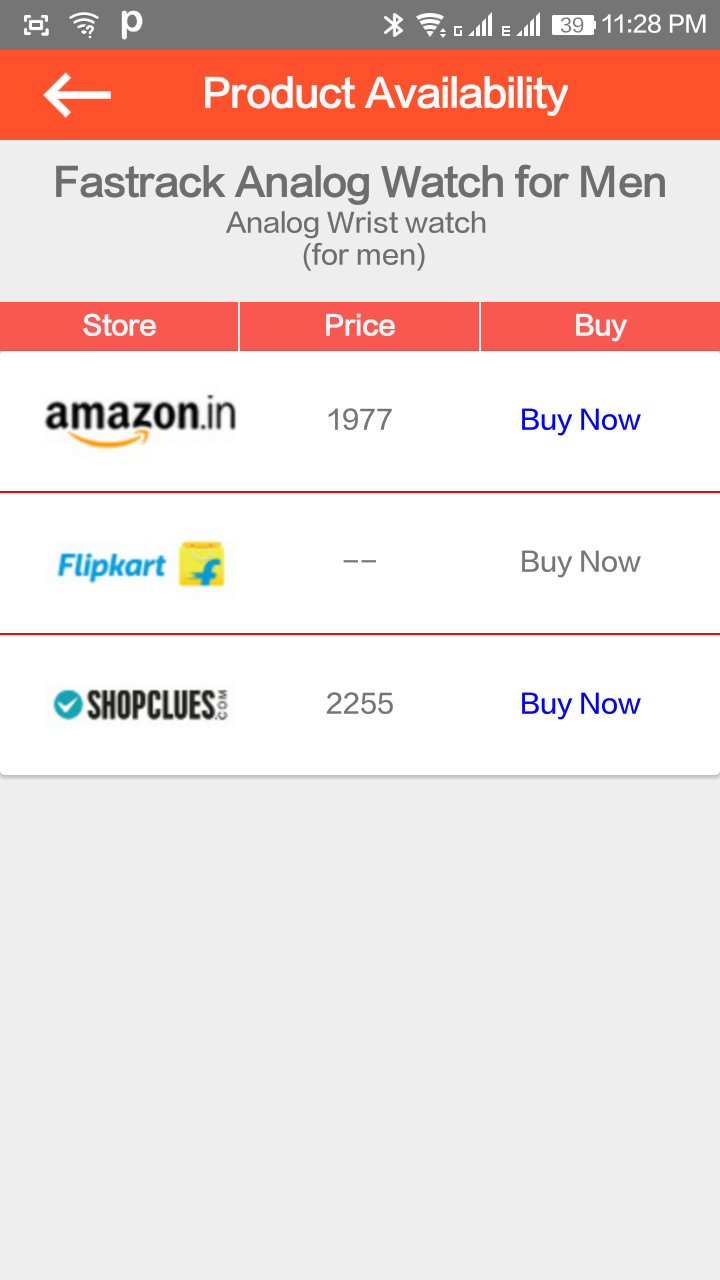 p G E 39 11:28 PM
Product Availability
Fastrack Analog Watch for Men
Analog Wrist watch
(for men)
Store Price Buy
amazon.in 1977 Buy Now
Flipkart f -- Buy Now
SHOPCLUES.COM 2255 Buy Now